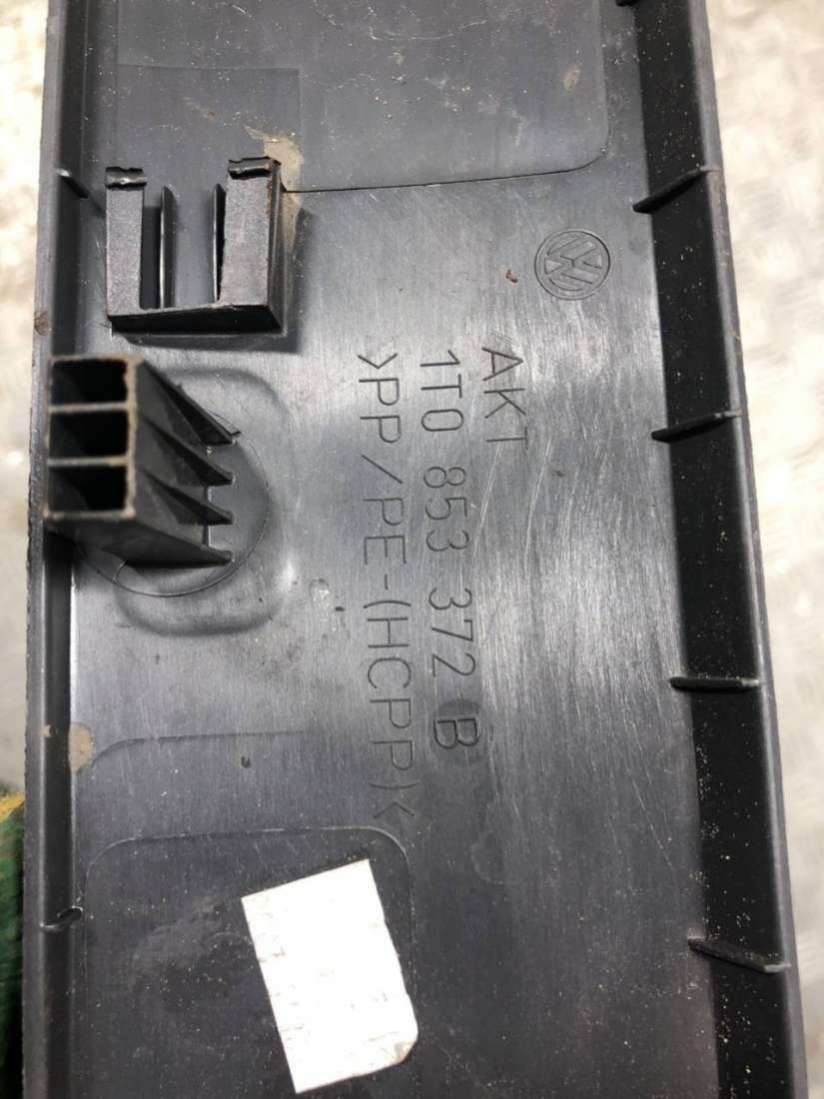 AKT
1T0 853 372 B
>PP/PE-(HCPP)<